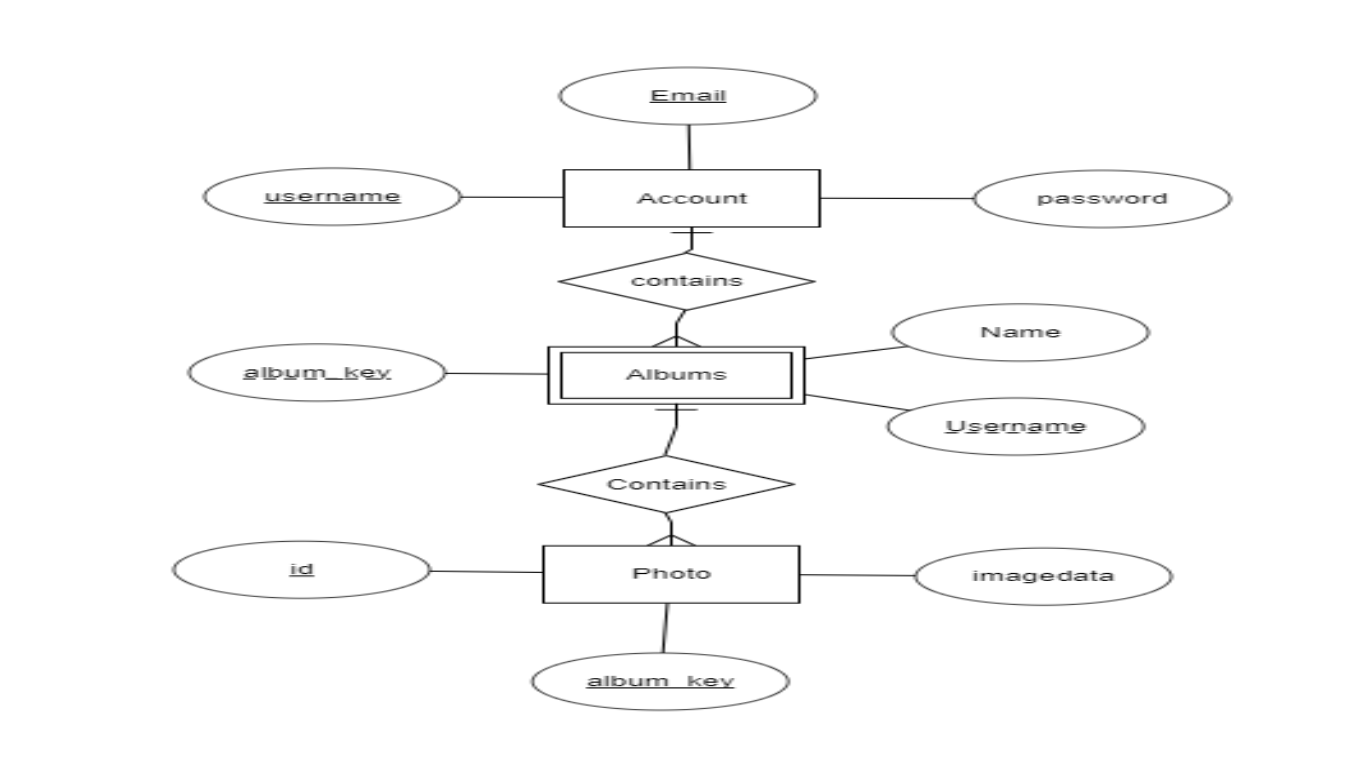 Email
username
Account
password
contains
Name
album_key
Albums
Username
Contains
id
Photo
imagedata
album_key